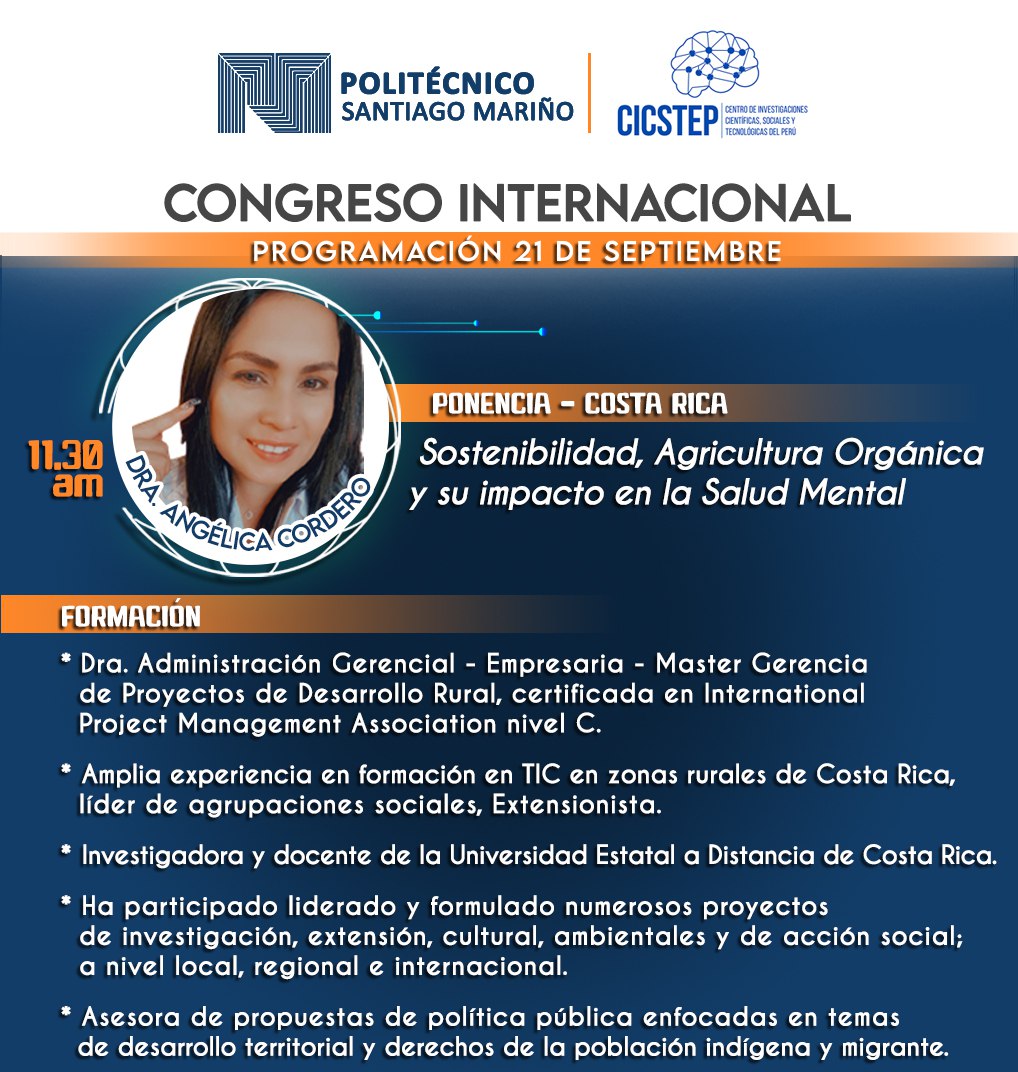 POLITÉCNICO
SANTIAGO MARIÑO
CICSTEP
CENTRO DE INVESTIGACIONES
CIENTÍFICAS, SOCIALES Y
TECNOLÓGICAS DEL PERÚ
CONGRESO INTERNACIONAL
PROGRAMACIÓN 21 DE SEPTIEMBRE
11.30
am
DRA. ANGÉLICA CORDERO
PONENCIA - COSTA RICA
Sostenibilidad, Agricultura Orgánica
y su impacto en la Salud Mental
FORMACIÓN
* Dra. Administración Gerencial - Empresaria - Master Gerencia
de Proyectos de Desarrollo Rural, certificada en International
Project Management Association nivel C.
* Amplia experiencia en formación en TIC en zonas rurales de Costa Rica,
líder de agrupaciones sociales, Extensionista.
* Investigadora y docente de la Universidad Estatal a Distancia de Costa Rica.
* Ha participado liderado y formulado numerosos proyectos
de investigación, extensión, cultural, ambientales y de acción social;
a nivel local, regional e internacional.
* Asesora de propuestas de política pública enfocadas en temas
de desarrollo territorial y derechos de la población indígena y migrante.